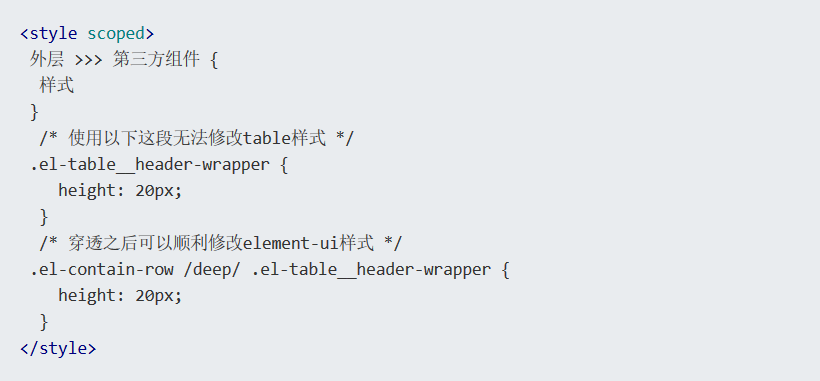 <style scoped>
外层 >>> 第三方组件 {
样式
}
/* 使用以下这段无法修改table样式 */
.el-table__header-wrapper {
height: 20px;
}
/* 穿透之后可以顺利修改element-ui样式 */
.el-contain-row /deep/ .el-table__header-wrapper {
height: 20px;
}
</style>